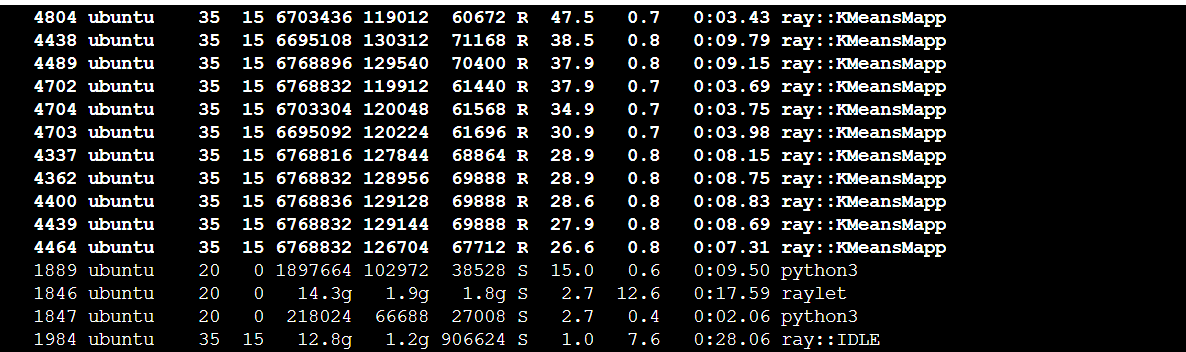 4804 ubuntu 35 15 6703436 119012 60672 R 47.5 0.7 0:03.43 ray::KMeansMapp
4438 ubuntu 35 15 6695108 130312 71168 R 38.5 0.8 0:09.79 ray::KMeansMapp
4489 ubuntu 35 15 6768896 129540 70400 R 37.9 0.8 0:09.15 ray::KMeansMapp
4702 ubuntu 35 15 6768832 119912 61440 R 37.9 0.7 0:03.69 ray::KMeansMapp
4704 ubuntu 35 15 6703304 120048 61568 R 34.9 0.7 0:03.75 ray::KMeansMapp
4703 ubuntu 35 15 6695092 120224 61696 R 30.9 0.7 0:03.98 ray::KMeansMapp
4337 ubuntu 35 15 6768816 127844 68864 R 28.9 0.8 0:08.15 ray::KMeansMapp
4362 ubuntu 35 15 6768832 128956 69888 R 28.9 0.8 0:08.75 ray::KMeansMapp
4400 ubuntu 35 15 6768836 129128 69888 R 28.6 0.8 0:08.83 ray::KMeansMapp
4439 ubuntu 35 15 6768832 129144 69888 R 27.9 0.8 0:08.69 ray::KMeansMapp
4464 ubuntu 35 15 6768832 126704 67712 R 26.6 0.8 0:07.31 ray::KMeansMapp
1889 ubuntu 20 0 1897664 102972 38528 S 15.0 0.6 0:09.50 python3
1846 ubuntu 20 0 14.3g 1.9g 1.8g S 2.7 12.6 0:17.59 raylet
1847 ubuntu 20 0 218024 66688 27008 S 2.7 0.4 0:02.06 python3
1984 ubuntu 35 15 12.8g 1.2g 906624 S 1.0 7.6 0:28.06 ray::IDLE